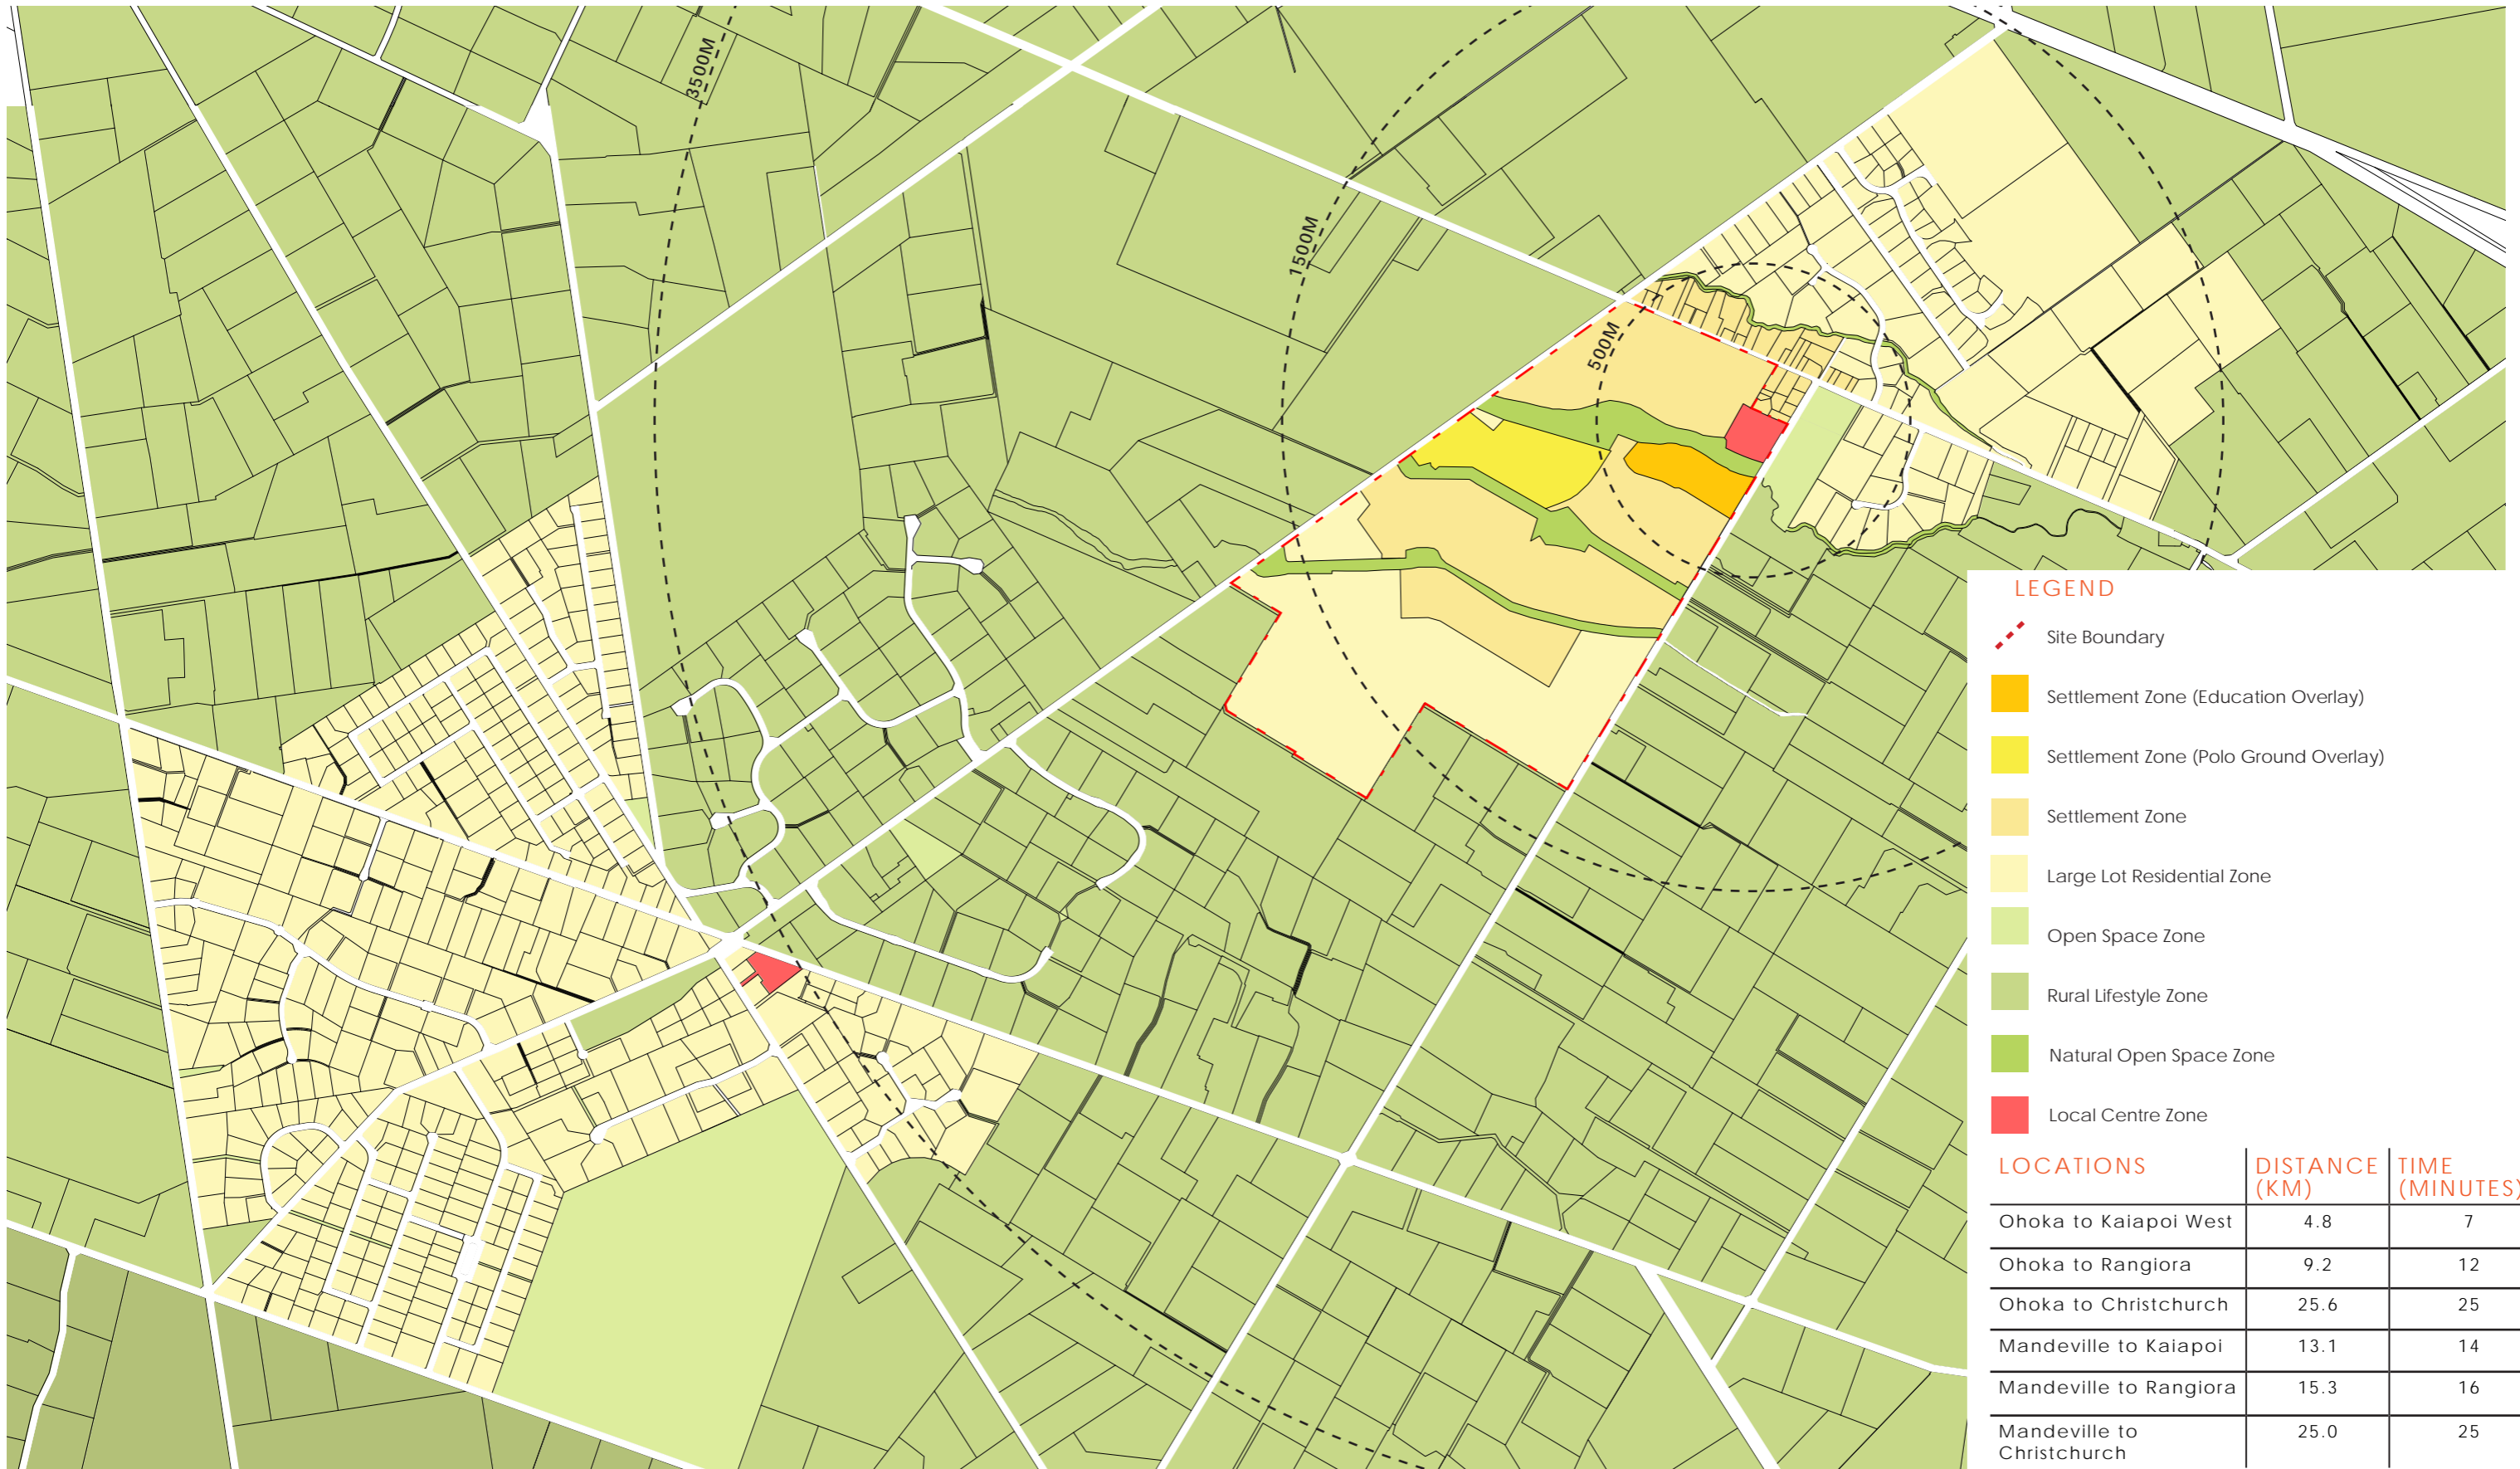 3500M
1500M
500M
LEGEND
Site Boundary
Settlement Zone (Education Overlay)
Settlement Zone (Polo Ground Overlay)
Settlement Zone
Large Lot Residential Zone
Open Space Zone
Rural Lifestyle Zone
Natural Open Space Zone
Local Centre Zone
LOCATIONS DISTANCE (KM) TIME (MINUTES)
Ohoka to Kaiapoi West 4.8 7
Ohoka to Rangiora 9.2 12
Ohoka to Christchurch 25.6 25
Mandeville to Kaiapoi 13.1 14
Mandeville to Rangiora 15.3 16
Mandeville to 25.0 25
Christchurch